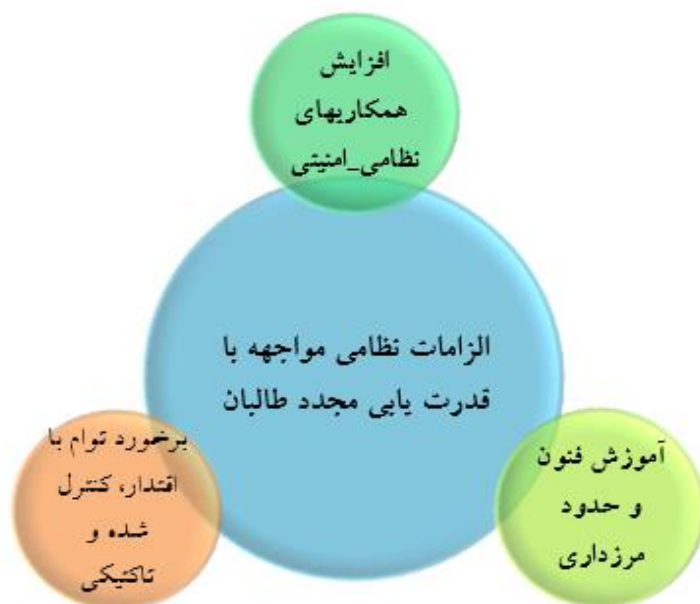 افزایش
همکاریهای
نظامی_امنیتی
الزامات نظامی مواجهه با
قدرت یابی مجدد طالبان
آموزش فنون
و حدود
مرزداری
برخورد توام با
اقتدار، کنترل
شده و
تاکتیکی